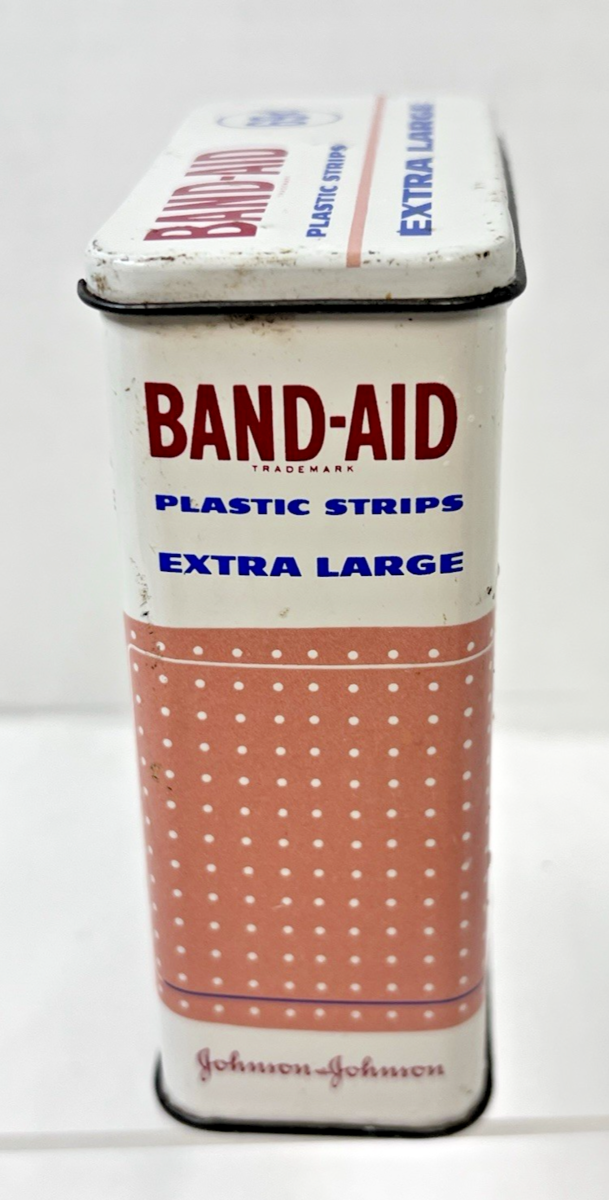 BAND-AID
PLASTIC STRIPS
EXTRA LARGE
BAND-AID
TRADEMARK
PLASTIC STRIPS
EXTRA LARGE
Johnson-Johnson